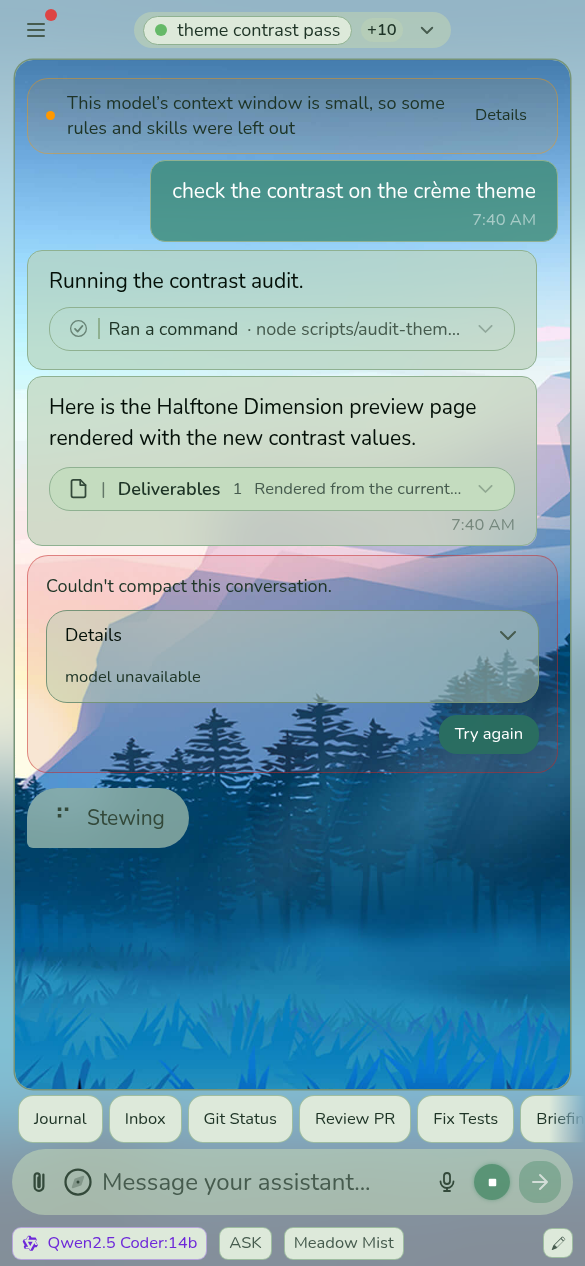 theme contrast pass +10
This model's context window is small, so some
rules and skills were left out
Details
check the contrast on the crème theme
7:40 AM
Running the contrast audit.
Ran a command · node scripts/audit-them...
Here is the Halftone Dimension preview page
rendered with the new contrast values.
Deliverables 1 Rendered from the current...
7:40 AM
Couldn't compact this conversation.
Details
model unavailable
Try again
Stewing
Journal Inbox Git Status Review PR Fix Tests Briefin
Message your assistant...
Qwen2.5 Coder:14b ASK Meadow Mist